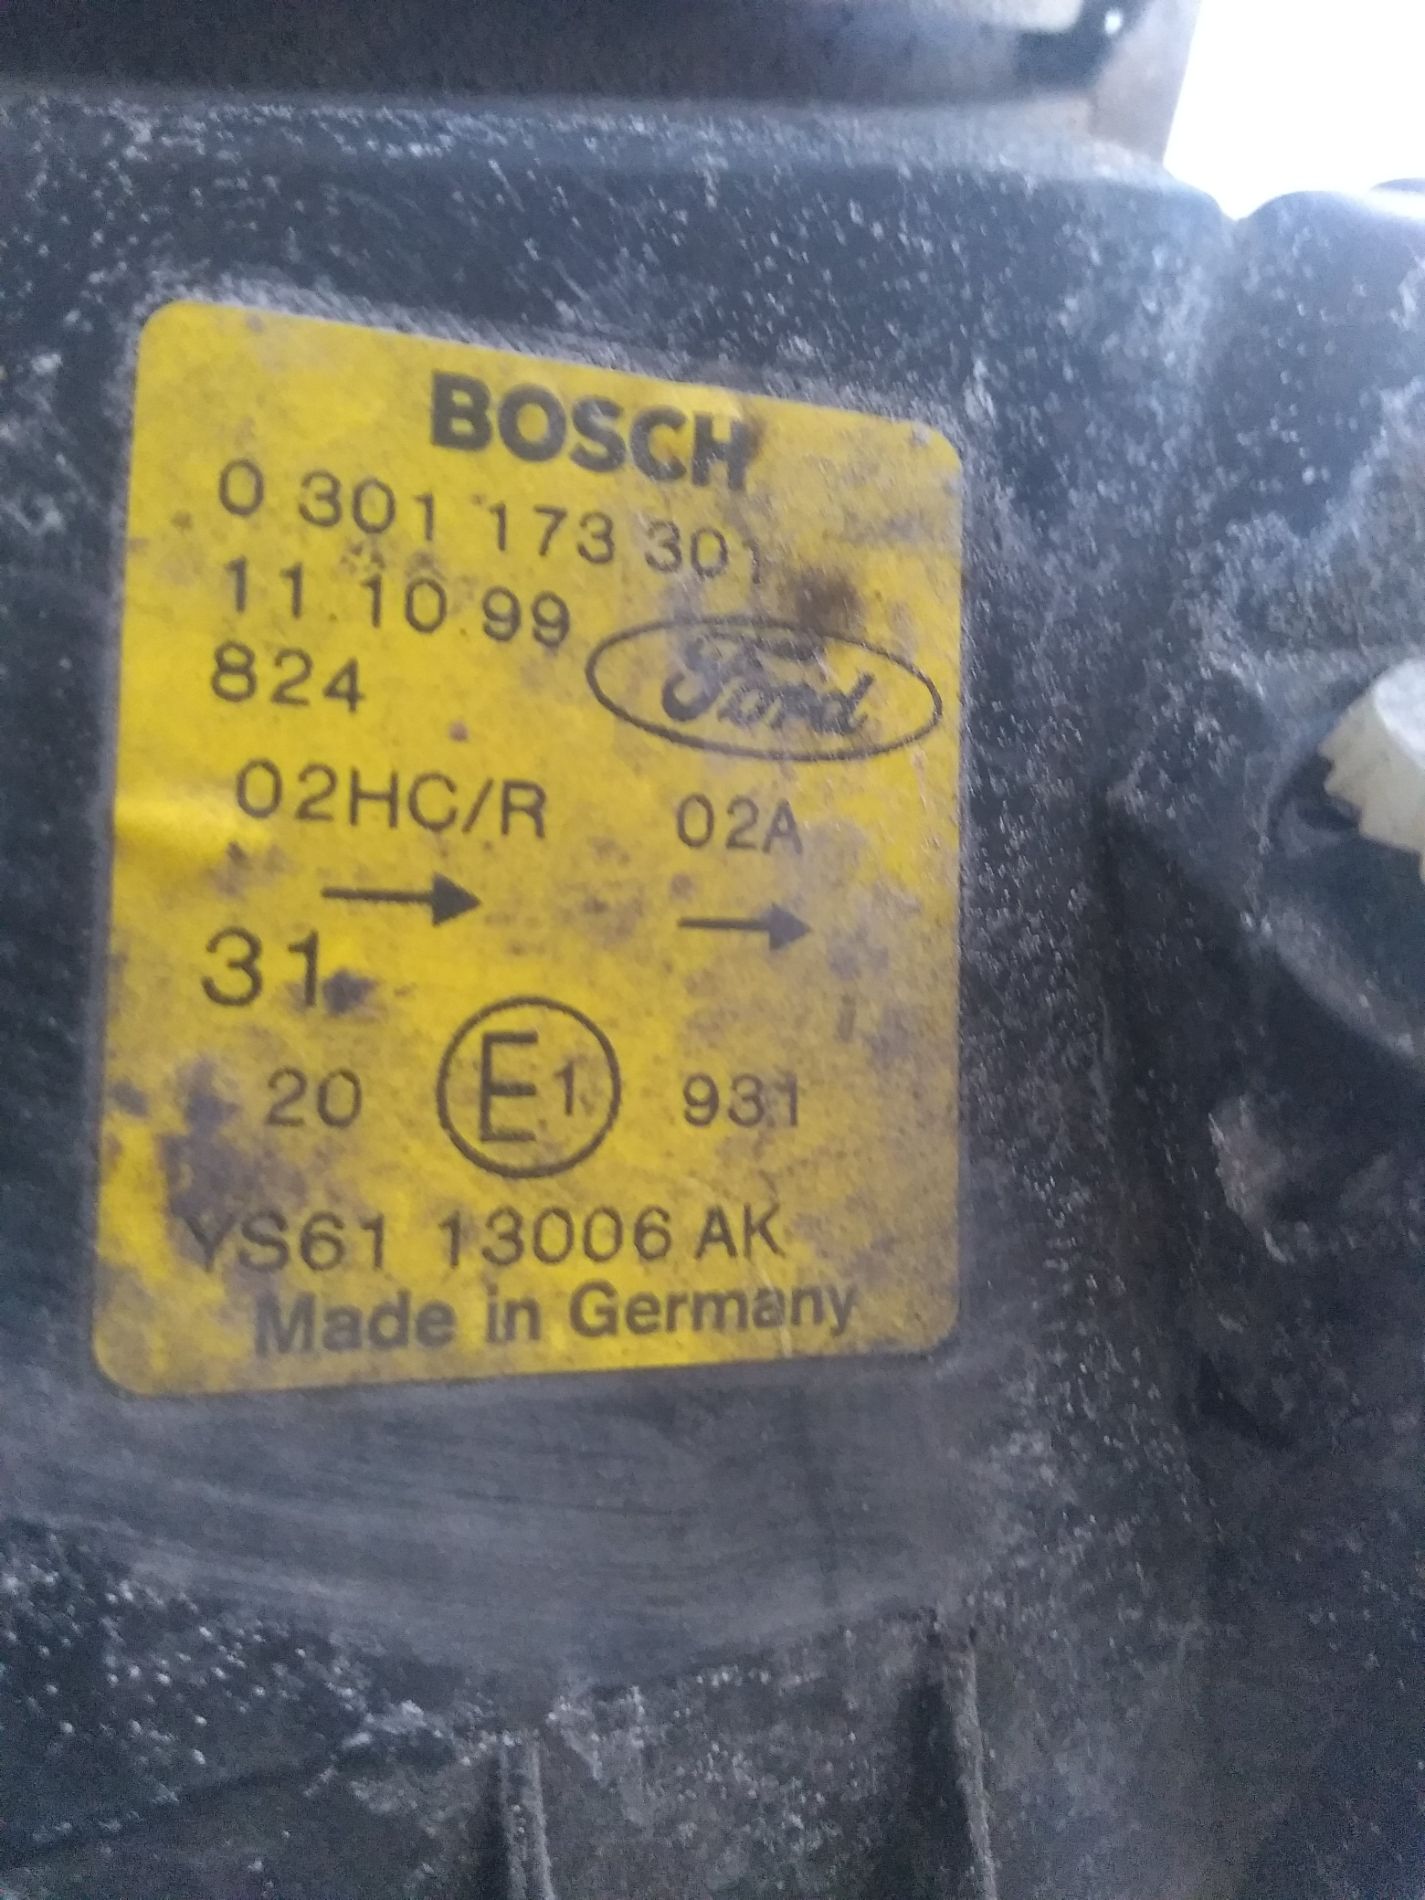 BOSCH
0 301 173 301
11.10.99
824
Ford
02HC/R 02A
31
20 E1 931
YS61 13006 AK
Made in Germany